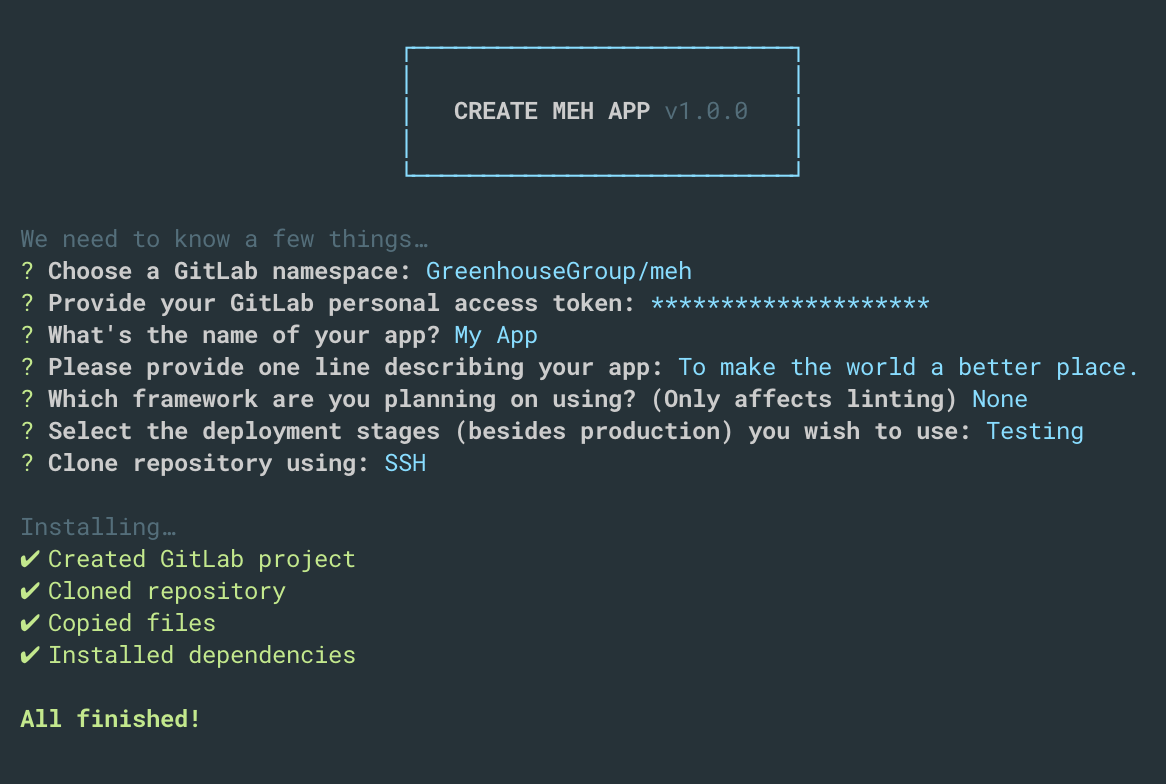 CREATE MEH APP v1.0.0
We need to know a few things…
? Choose a GitLab namespace: GreenhouseGroup/meh
? Provide your GitLab personal access token: ********************
? What's the name of your app? My App
? Please provide one line describing your app: To make the world a better place.
? Which framework are you planning on using? (Only affects linting) None
? Select the deployment stages (besides production) you wish to use: Testing
? Clone repository using: SSH
Installing…
✔ Created GitLab project
✔ Cloned repository
✔ Copied files
✔ Installed dependencies
All finished!